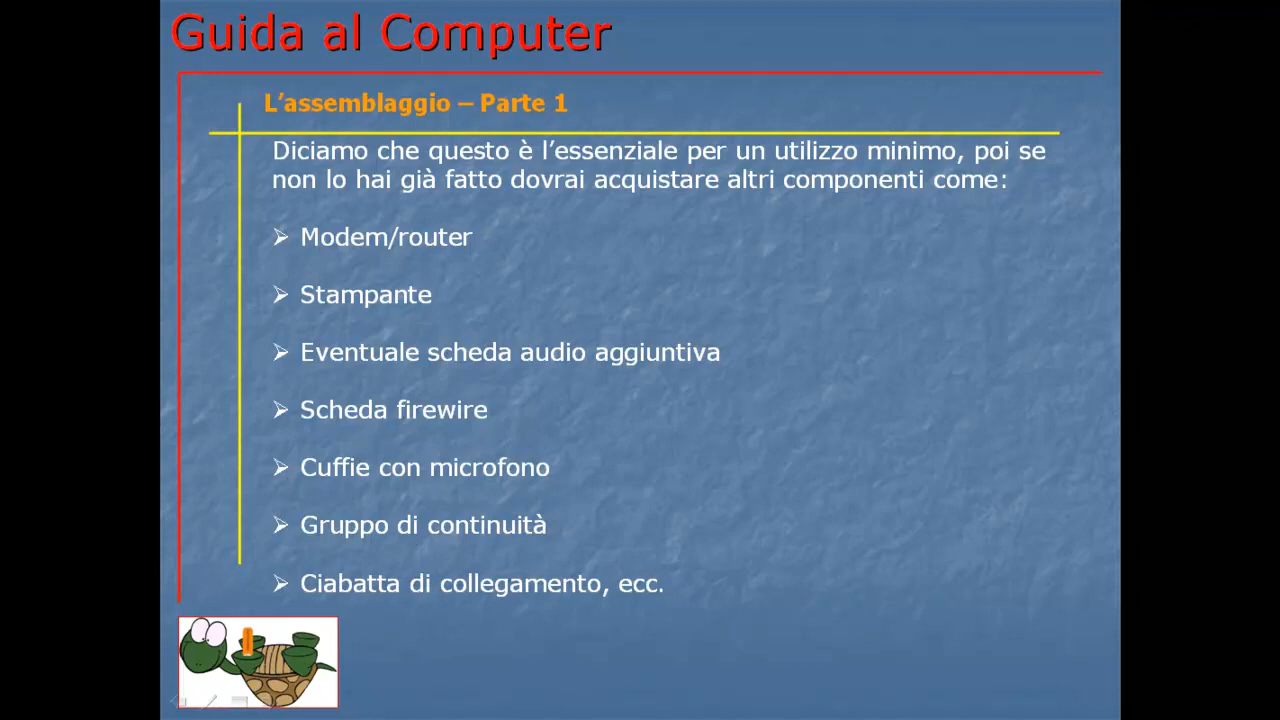 Guida al Computer
L’assemblaggio – Parte 1
Diciamo che questo è l’essenziale per un utilizzo minimo, poi se
non lo hai già fatto dovrai acquistare altri componenti come:
➢ Modem/router
➢ Stampante
➢ Eventuale scheda audio aggiuntiva
➢ Scheda firewire
➢ Cuffie con microfono
➢ Gruppo di continuità
➢ Ciabatta di collegamento, ecc.